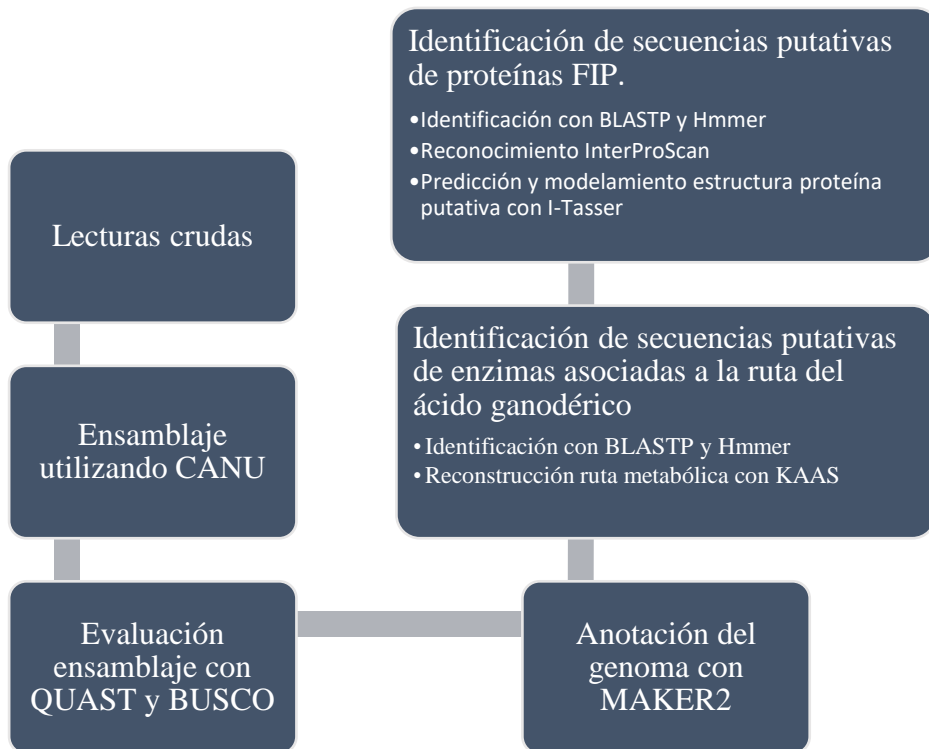 Lecturas crudas
Ensamblaje
utilizando CANU
Evaluación
ensamblaje con
QUAST y BUSCO
Anotación del
genoma con
MAKER2
Identificación de secuencias putativas
de enzimas asociadas a la ruta del
ácido ganodérico
•Identificación con BLASTP y Hmmer
•Reconstrucción ruta metabólica con KAAS
Identificación de secuencias putativas
de proteínas FIP.
•Identificación con BLASTP y Hmmer
•Reconocimiento InterProScan
•Predicción y modelamiento estructura proteína
putativa con I-Tasser